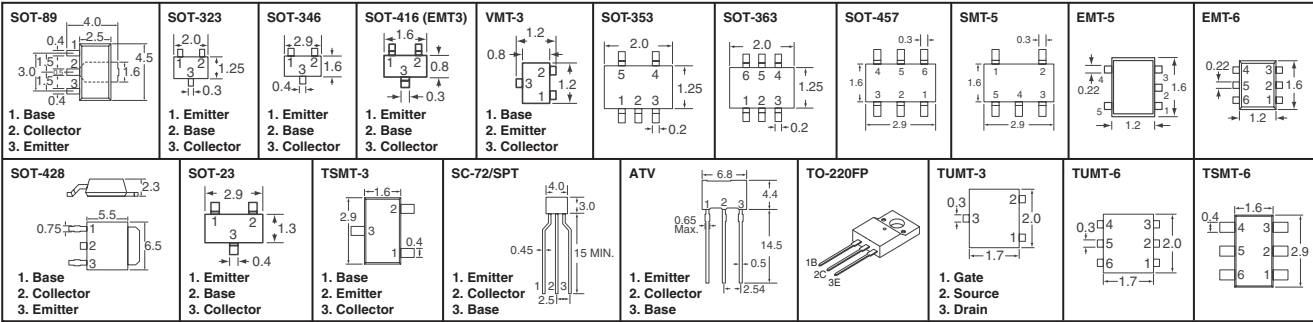 SOT-89
4.0
2.5
0.4
1
1.5
2
3.0
1.5
3
0.4
1.6
4.5
1. Base
2. Collector
3. Emitter
SOT-323
2.0
1 2
3
1.25
0.3
1. Emitter
2. Base
3. Collector
SOT-346
2.9
1 2
3
1.6
0.4
1. Emitter
2. Base
3. Collector
SOT-416 (EMT3)
1.6
1 2
3
0.8
0.3
1. Emitter
2. Base
3. Collector
VMT-3
1.2
0.8
2
3
1
1.2
1. Base
2. Emitter
3. Collector
SOT-353
2.0
5 4
1 2 3
1.25
0.2
SOT-363
2.0
6 5 4
1 2 3
1.25
0.2
SOT-457
0.3
4 5 6
1.6
3 2 1
2.9
SMT-5
0.3
1 2
1.6
5 4 3
2.9
EMT-5
4
0.22
5
3
2
1
1.6
1.2
EMT-6
0.22
4 3
5 2
6 1
1.6
1.2
SOT-428
2.3
5.5
0.75
1
2
3
6.5
1. Base
2. Collector
3. Emitter
SOT-23
2.9
1 2
3
1.3
0.4
1. Emitter
2. Base
3. Collector
TSMT-3
1.6
2.9
2
3
1
0.4
1. Base
2. Emitter
3. Collector
SC-72/SPT
4.0
3.0
0.45
15 MIN.
1 2 3
2.5
1. Emitter
2. Collector
3. Base
ATV
6.8
4.4
1 2 3
0.65
Max.
14.5
0.5
2.54
1. Emitter
2. Collector
3. Base
TO-220FP
1B
2C
3E
TUMT-3
0.3
2
3
1
2.0
1.7
1. Gate
2. Source
3. Drain
TUMT-6
0.3
4 3
5 2
6 1
2.0
1.7
TSMT-6
1.6
0.4
4 3
5 2
6 1
2.9